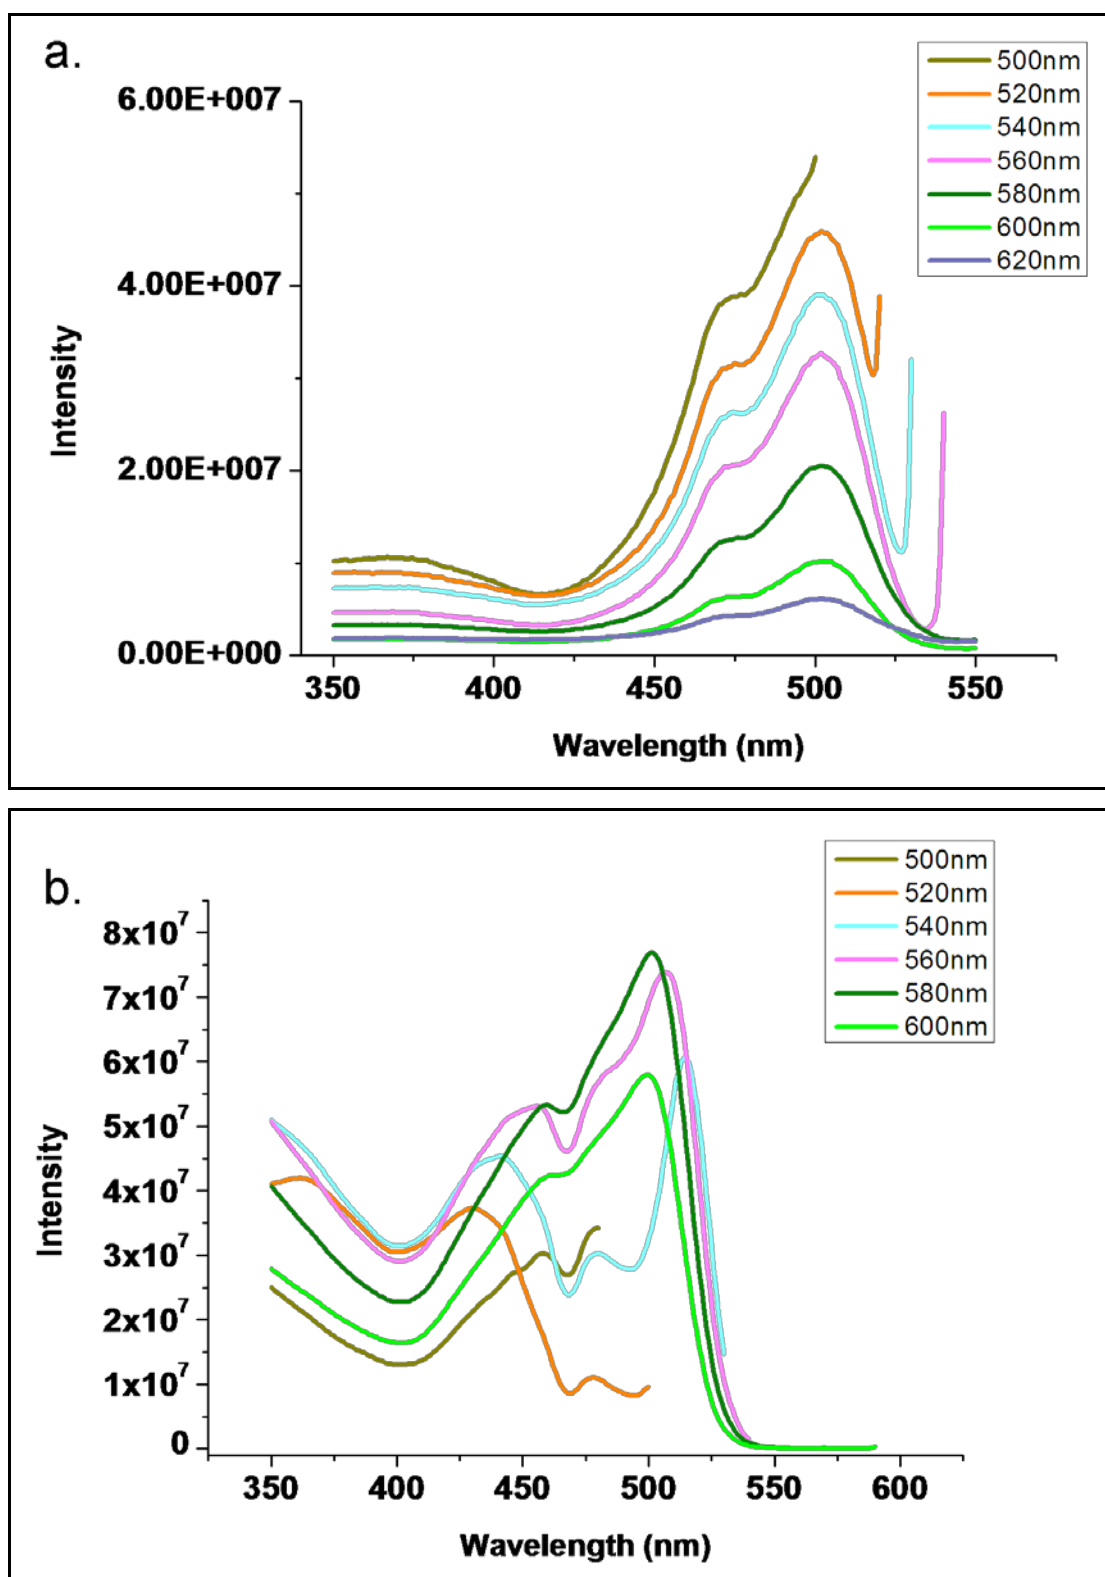 a.
500nm
520nm
540nm
560nm
580nm
600nm
620nm
6.00E+007
4.00E+007
2.00E+007
0.00E+000
Intensity
350 400 450 500 550
Wavelength (nm)
b.
500nm
520nm
540nm
560nm
580nm
600nm
8x10⁷
7x10⁷
6x10⁷
5x10⁷
4x10⁷
3x10⁷
2x10⁷
1x10⁷
0
Intensity
350 400 450 500 550 600
Wavelength (nm)